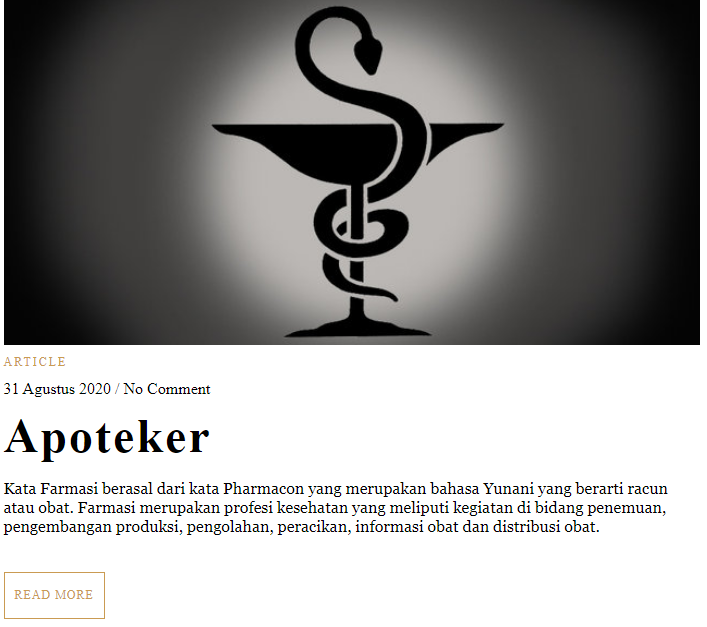 ARTICLE
31 Agustus 2020 / No Comment
Apoteker
Kata Farmasi berasal dari kata Pharmacon yang merupakan bahasa Yunani yang berarti racun
atau obat. Farmasi merupakan profesi kesehatan yang meliputi kegiatan di bidang penemuan,
pengembangan produksi, pengolahan, peracikan, informasi obat dan distribusi obat.
READ MORE